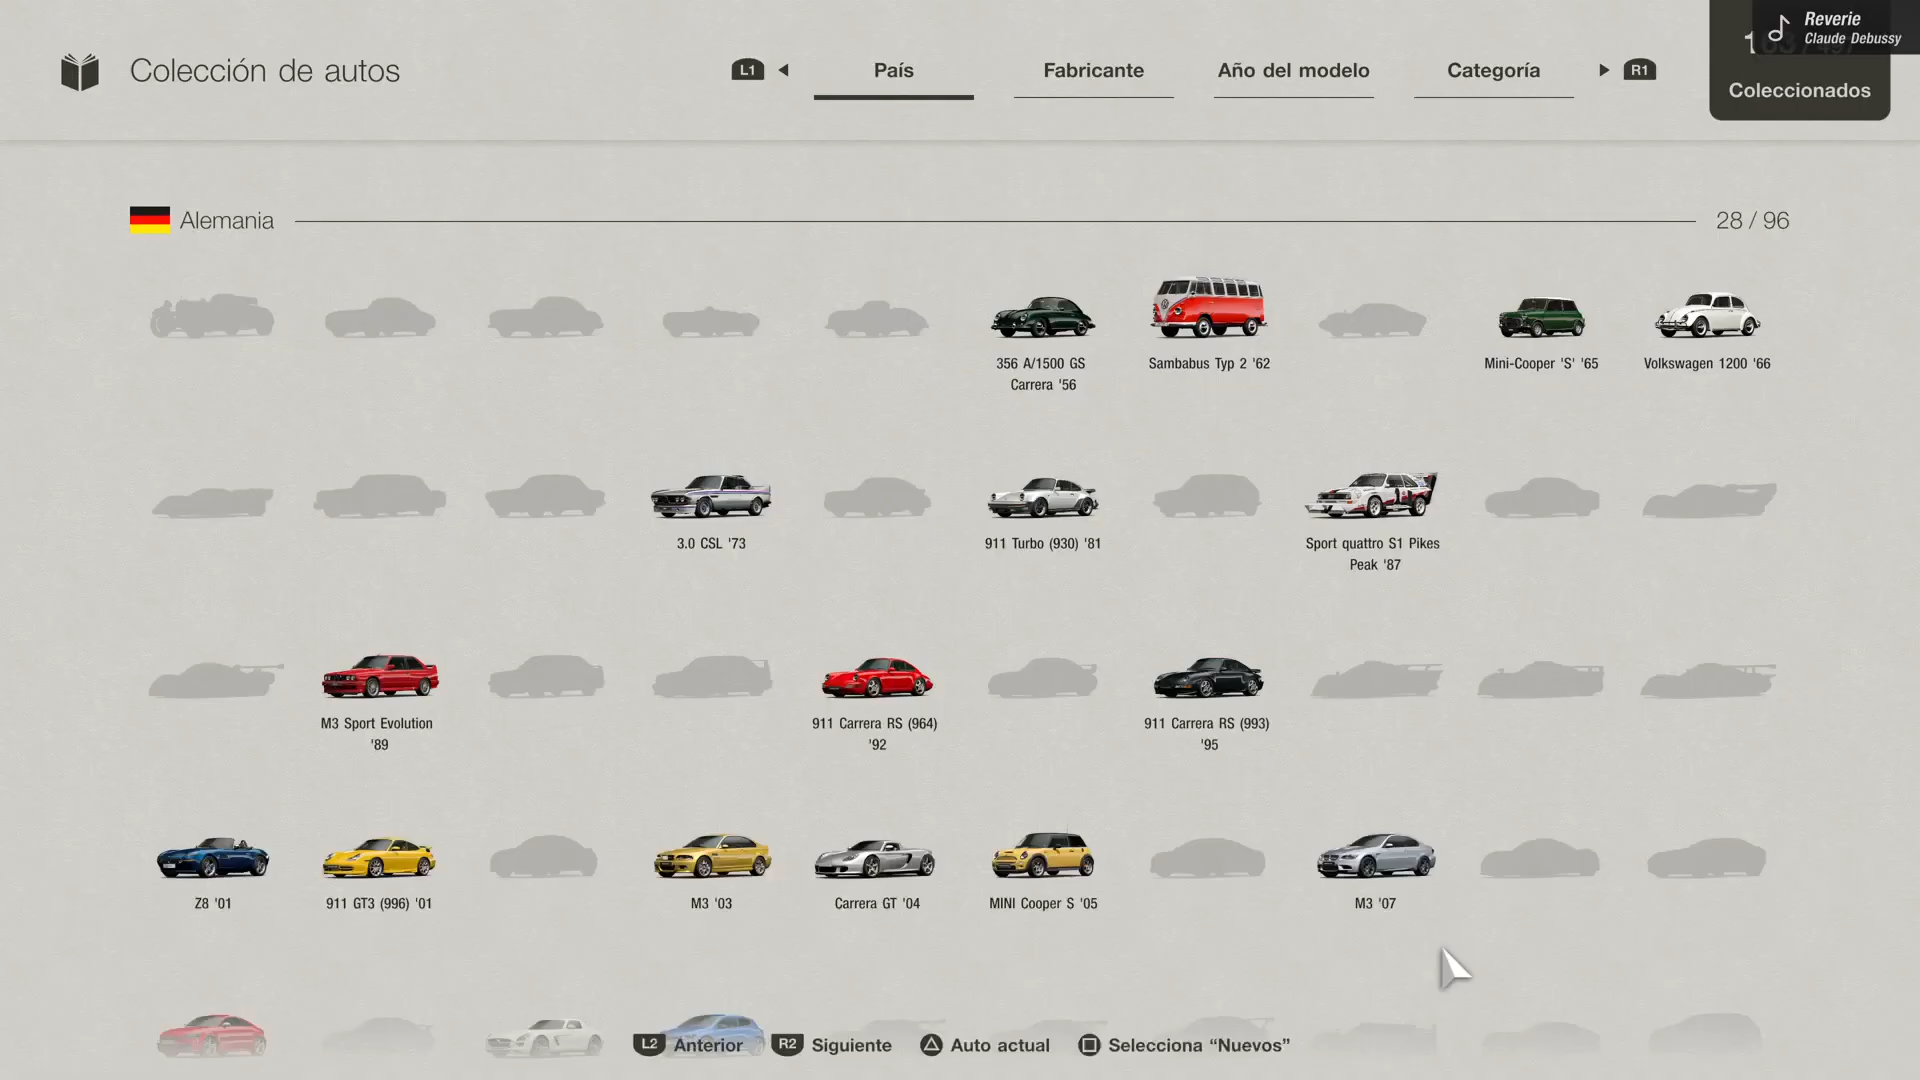 Colección de autos
L1
País
Fabricante
Año del modelo
Categoría
R1
Reverie
Claude Debussy
Coleccionados
Alemania
28 / 96
356 A/1500 GS
Carrera '56
Sambabus Typ 2 '62
Mini-Cooper 'S' '65
Volkswagen 1200 '66
3.0 CSL '73
911 Turbo (930) '81
Sport quattro S1 Pikes
Peak '87
M3 Sport Evolution
'89
911 Carrera RS (964)
'92
911 Carrera RS (993)
'95
Z8 '01
911 GT3 (996) '01
M3 '03
Carrera GT '04
MINI Cooper S '05
M3 '07
L2 Anterior
R2 Siguiente
Auto actual
Selecciona “Nuevos”